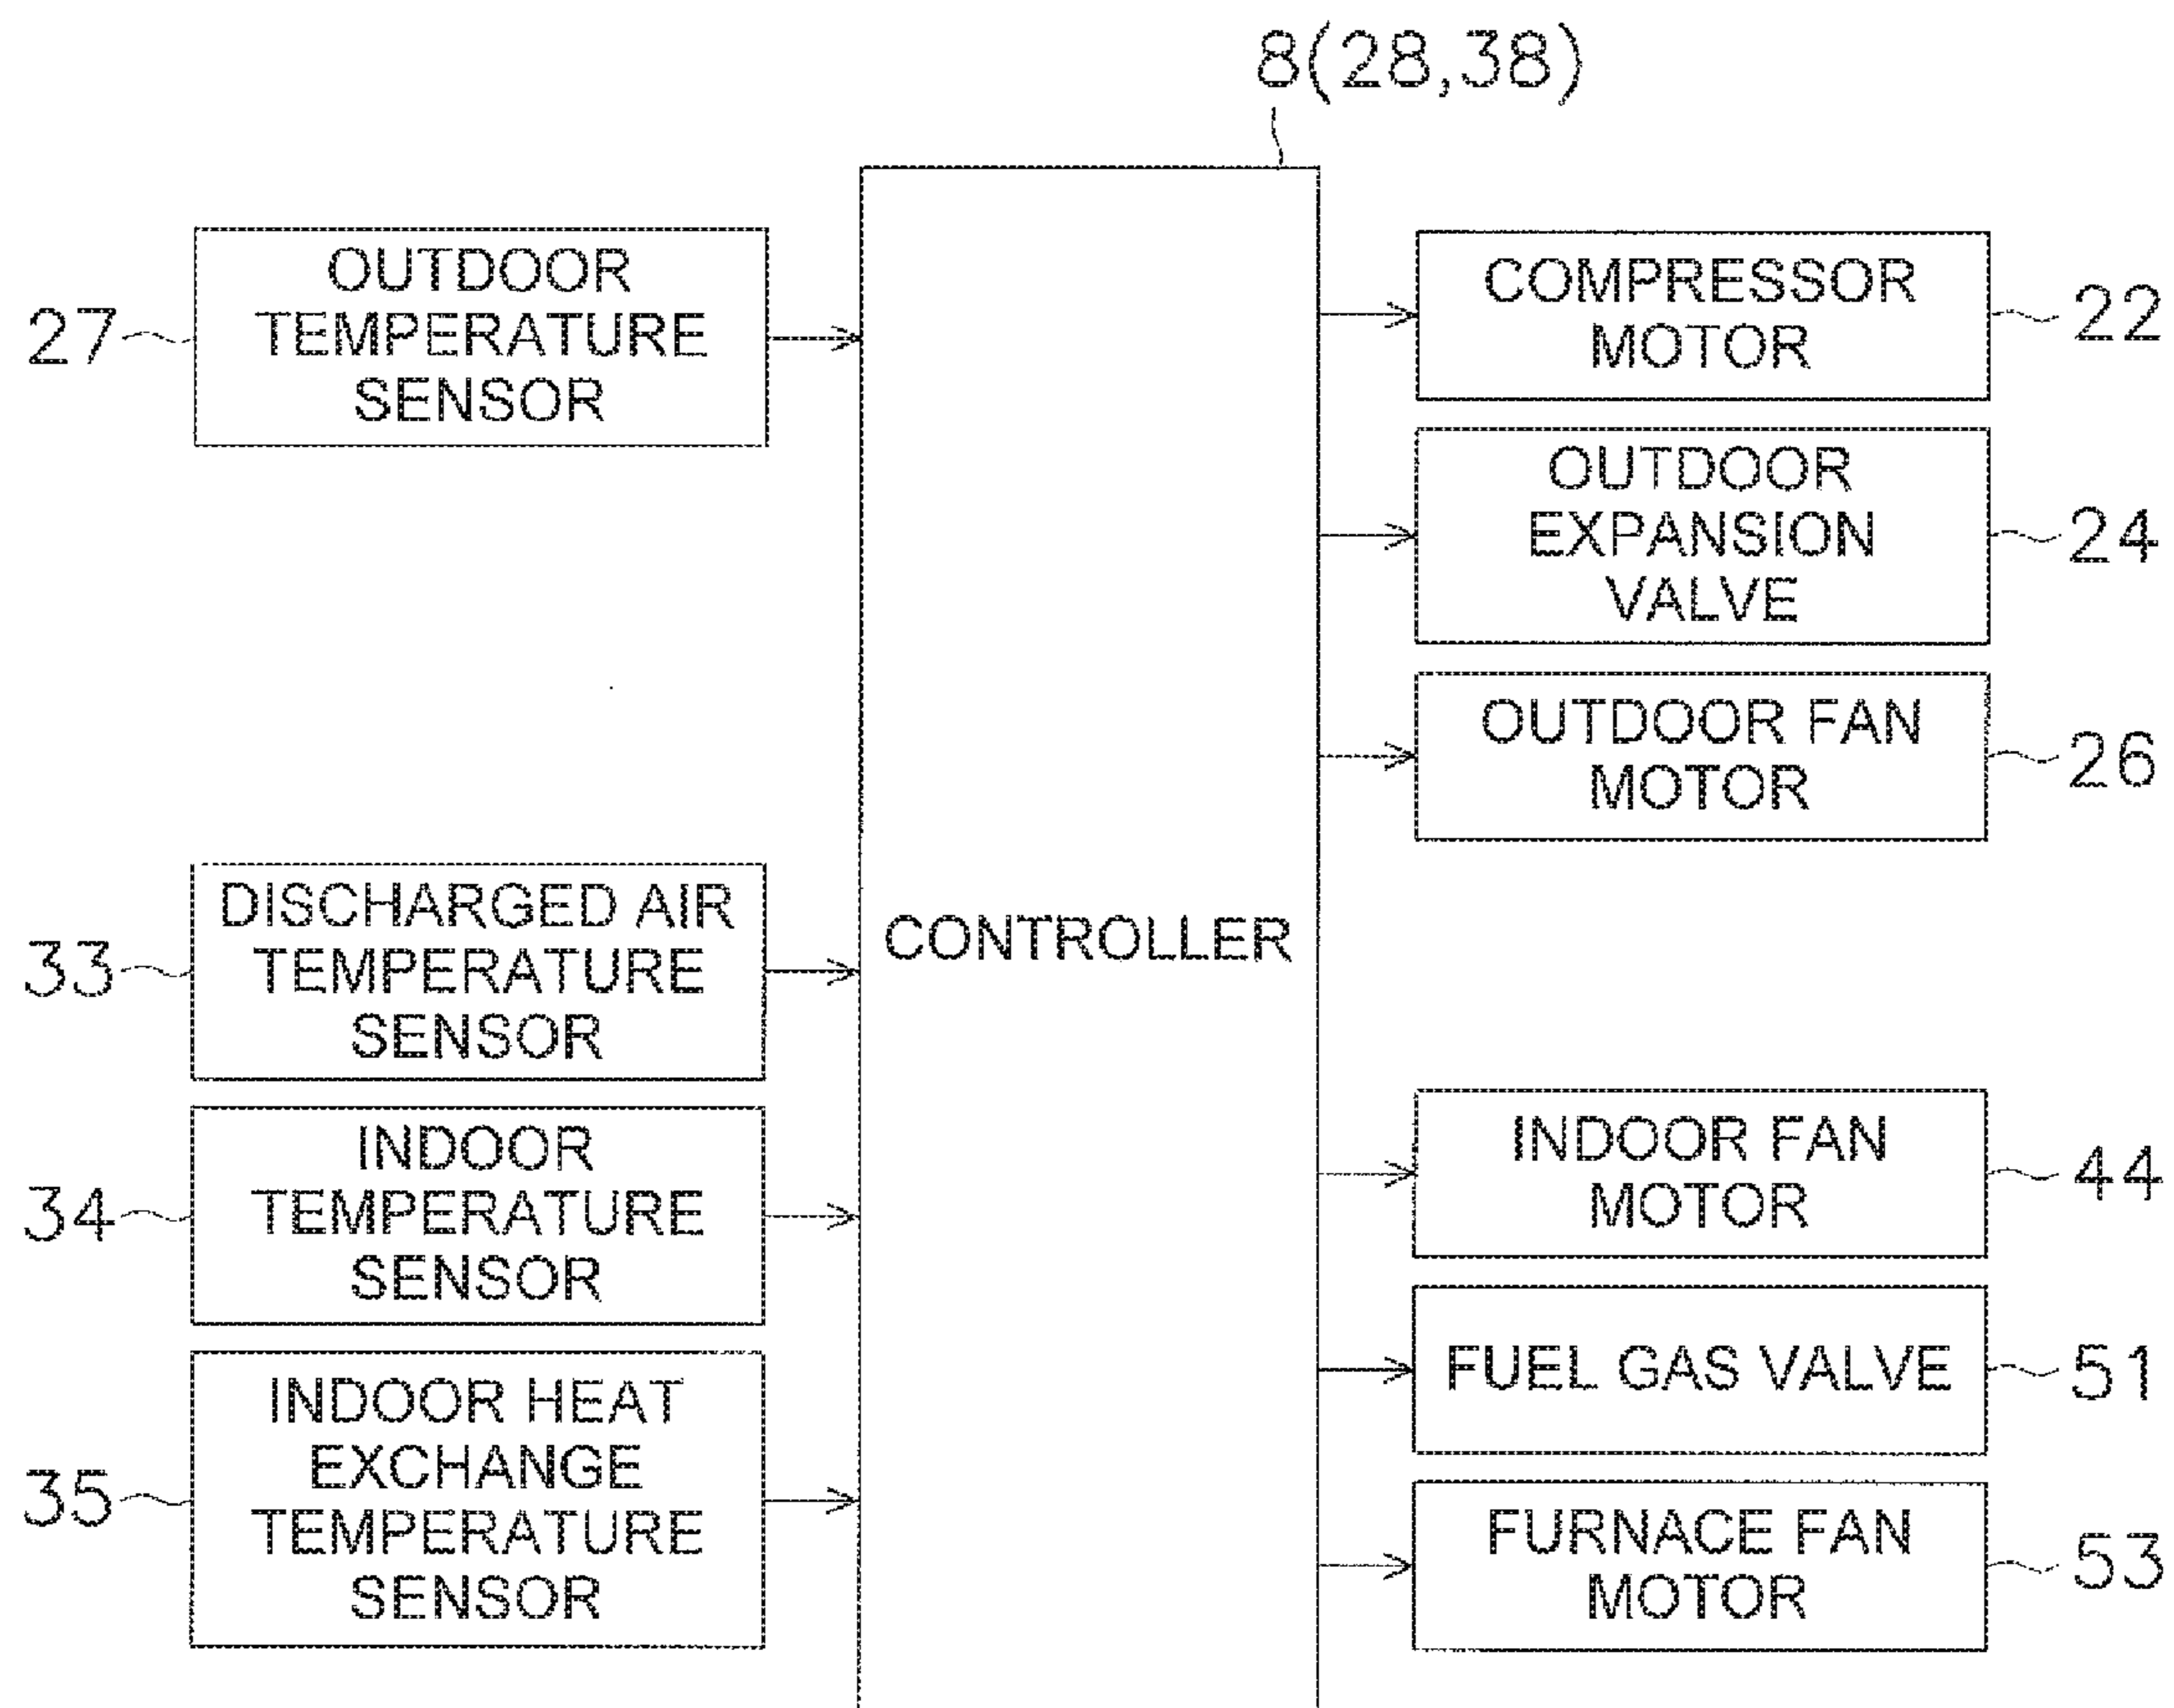 8(28,38)
27
OUTDOOR
TEMPERATURE
SENSOR
33
DISCHARGED AIR
TEMPERATURE
SENSOR
34
INDOOR
TEMPERATURE
SENSOR
35
INDOOR HEAT
EXCHANGE
TEMPERATURE
SENSOR
CONTROLLER
COMPRESSOR
MOTOR
22
OUTDOOR
EXPANSION
VALVE
24
OUTDOOR FAN
MOTOR
26
INDOOR FAN
MOTOR
44
FUEL GAS VALVE
51
FURNACE FAN
MOTOR
53